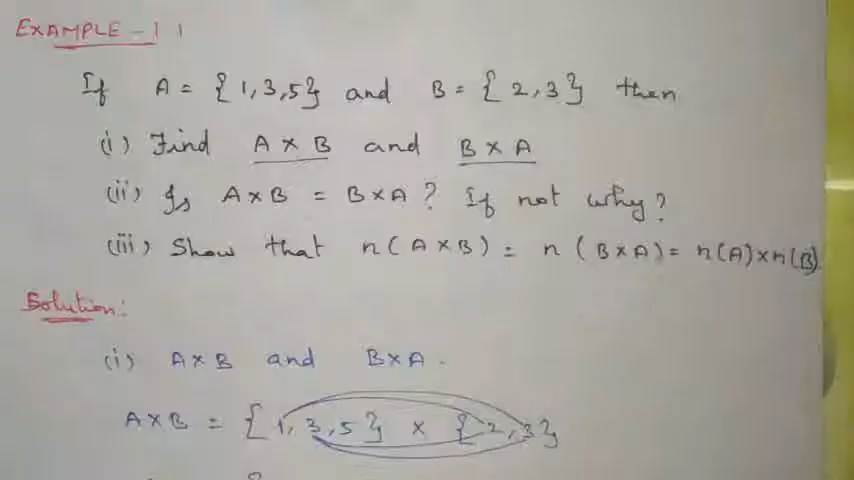 EXAMPLE - 11
If A = {1,3,5} and B = {2,3} then
(i) Find A × B and B × A
(ii) Is A×B = B×A? If not why?
(iii) Show that n(A×B) = n(B×A) = n(A)×n(B).
Solution:
(i) A×B and B×A.
A×B = {1,3,5} × {2,3}